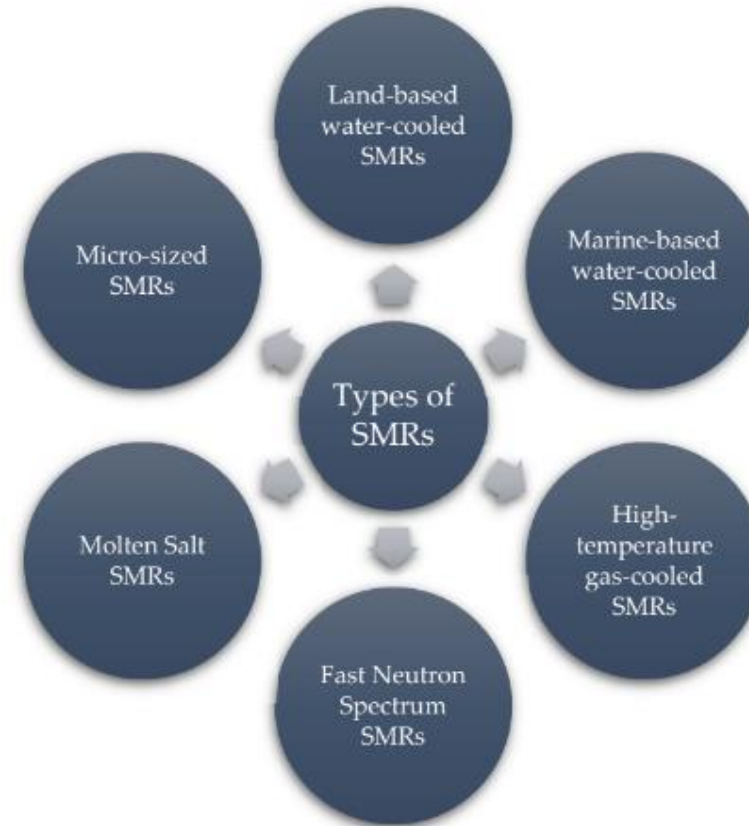 Land-based
water-cooled
SMRs
Micro-sized
SMRs
Marine-based
water-cooled
SMRs
Types of
SMRs
Molten Salt
SMRs
High-
temperature
gas-cooled
SMRs
Fast Neutron
Spectrum
SMRs